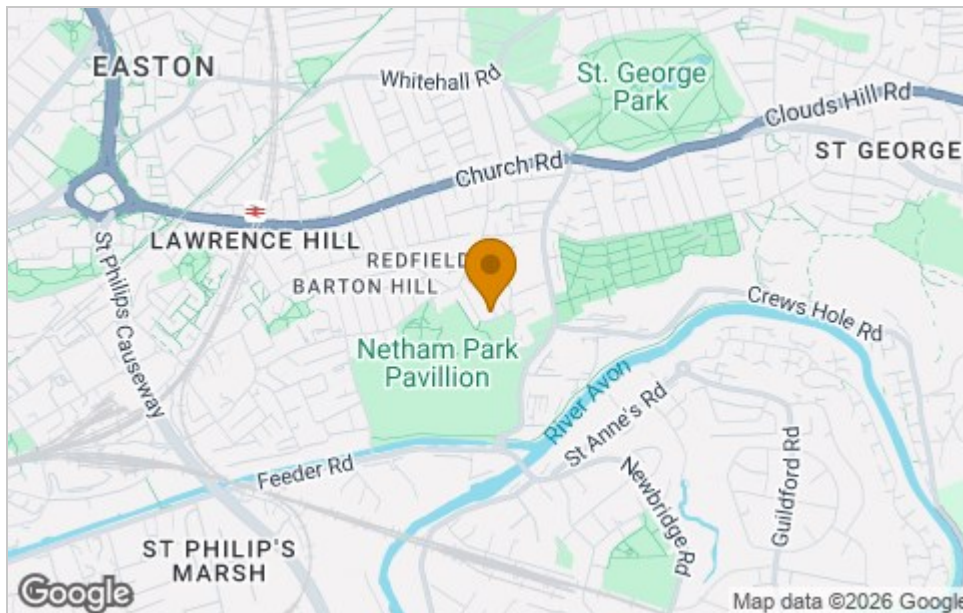 EASTON
Whitehall Rd
St. George
Park
Clouds Hill Rd
ST GEORGE
Church Rd
LAWRENCE HILL
REDFIELD
BARTON HILL
St Philips Causeway
Netham Park
Pavillion
Crews Hole Rd
River Avon
St Anne's Rd
Feeder Rd
Newbridge Rd
Guildford Rd
ST PHILIP'S
MARSH
Google
Map data ©2026 Google